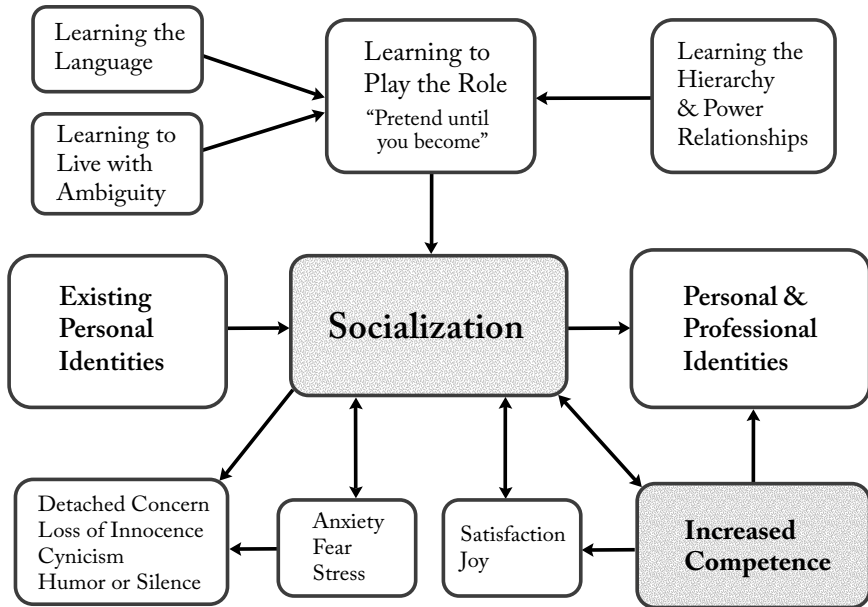 Learning the
Language
Learning to
Live with
Ambiguity
Learning to
Play the Role
“Pretend until
you become”
Learning the
Hierarchy
& Power
Relationships
Existing
Personal
Identities
Socialization
Personal &
Professional
Identities
Detached Concern
Loss of Innocence
Cynicism
Humor or Silence
Anxiety
Fear
Stress
Satisfaction
Joy
Increased
Competence